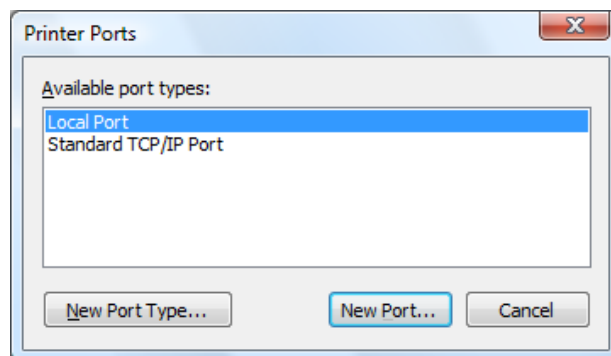 Printer Ports
Available port types:
Local Port
Standard TCP/IP Port
New Port Type...
New Port...
Cancel